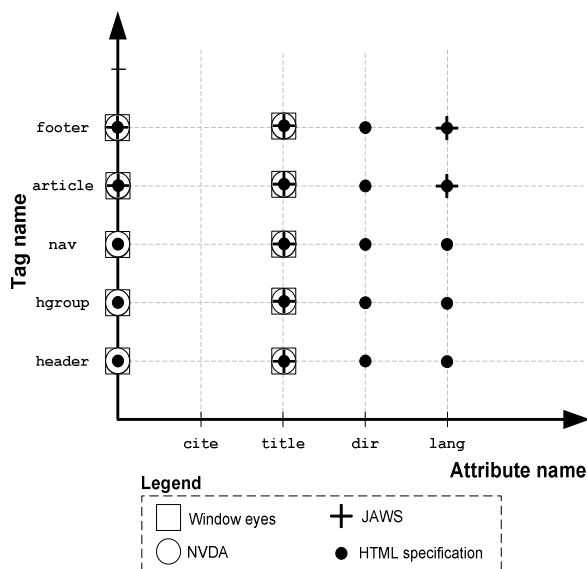 Tag name
footer
article
nav
hgroup
header
cite title dir lang
Attribute name
Legend
Window eyes JAWS
NVDA HTML specification